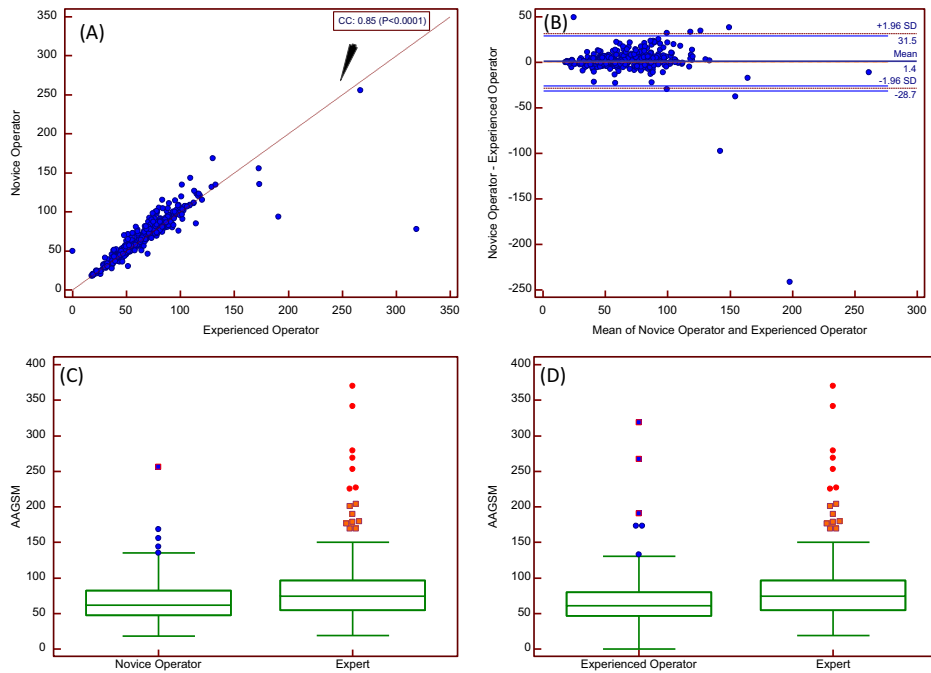 (A)
CC: 0.85 (P<0.0001)
350
300
250
200
150
100
50
0
Novice Operator
0 50 100 150 200 250 300 350
Experienced Operator
(B)
50
0
-50
-100
-150
-200
-250
Novice Operator - Experienced Operator
+1.96 SD
31.5
Mean
1.4
-1.96 SD
-28.7
0 50 100 150 200 250 300
Mean of Novice Operator and Experienced Operator
(C)
400
350
300
250
200
150
100
50
0
AAGSM
Novice Operator Expert
(D)
400
350
300
250
200
150
100
50
0
AAGSM
Experienced Operator Expert